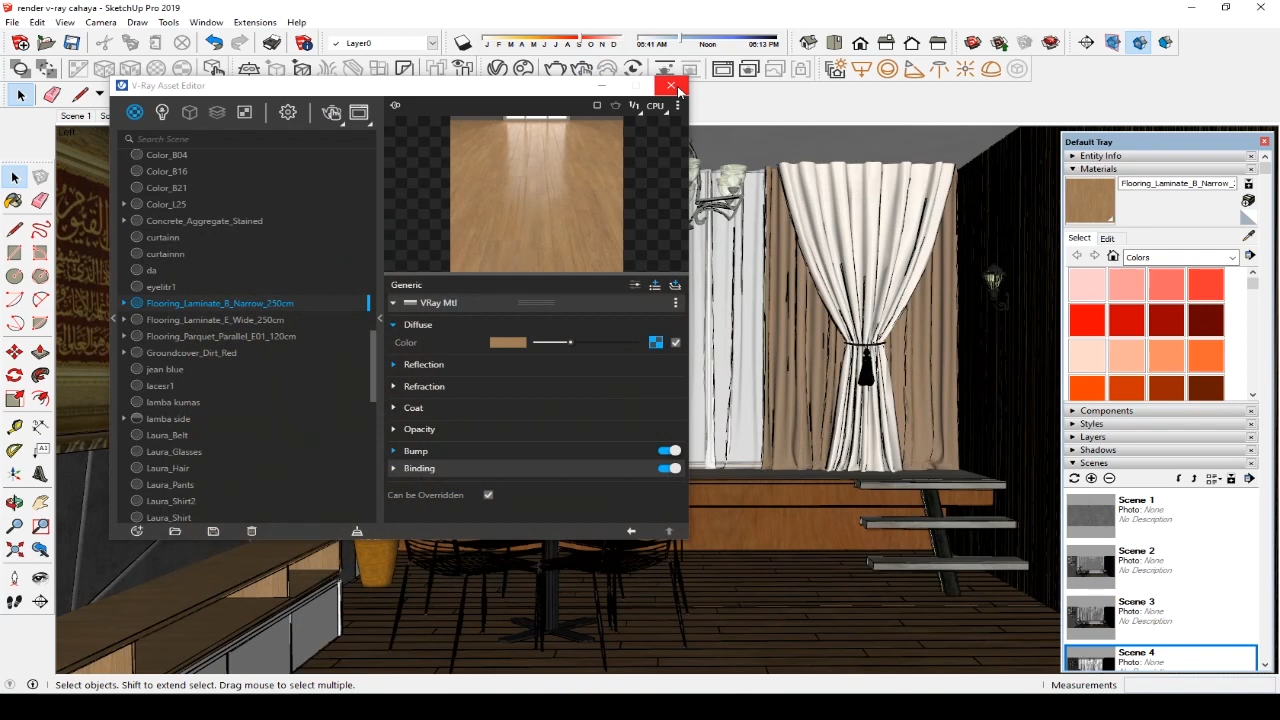 render v-ray cahaya - SketchUp Pro 2019
File Edit View Camera Draw Tools Window Extensions Help
Layer0
J F M A M J J A S O N D
06:41 AM Noon 06:13 PM
V-Ray Asset Editor
Scene 1
Left
Search Scene
Color_B04
Color_B16
Color_B21
Color_L25
Concrete_Aggregate_Stained
curtainn
curtainnn
da
eyelitr1
Flooring_Laminate_B_Narrow_250cm
Flooring_Laminate_E_Wide_250cm
Flooring_Parquet_Parallel_E01_120cm
Groundcover_Dirt_Red
jean blue
lacesr1
lamba kumas
lamba side
Laura_Belt
Laura_Glasses
Laura_Hair
Laura_Pants
Laura_Shirt2
Laura_Shirt
1/1 CPU
Generic
VRay Mtl
Diffuse
Color
Reflection
Refraction
Coat
Opacity
Bump
Binding
Can be Overridden
Default Tray
Entity Info
Materials
Flooring_Laminate_B_Narrow_
Select Edit
Colors
Components
Styles
Layers
Shadows
Scenes
Scene 1
Photo: None
No Description
Scene 2
Photo: None
No Description
Scene 3
Photo: None
No Description
Scene 4
Photo: None
No Description
Select objects. Shift to extend select. Drag mouse to select multiple.
Measurements